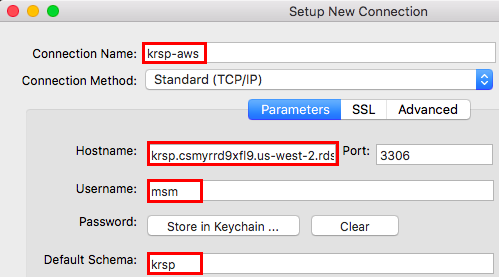 Setup New Connection
Connection Name: krsp-aws
Connection Method: Standard (TCP/IP)
Parameters SSL Advanced
Hostname: krsp.csmyrrd9xfl9.us-west-2.rds Port: 3306
Username: msm
Password: Store in Keychain ... Clear
Default Schema: krsp